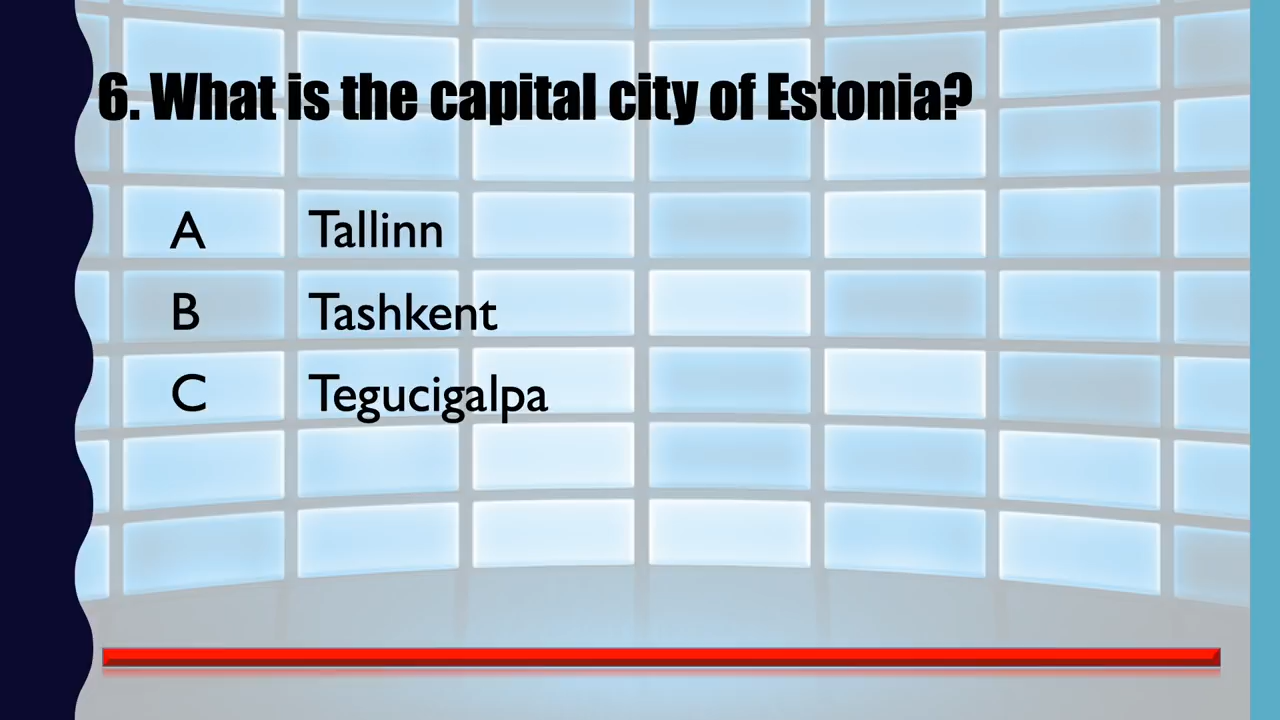 6. What is the capital city of Estonia?
A Tallinn
B Tashkent
C Tegucigalpa